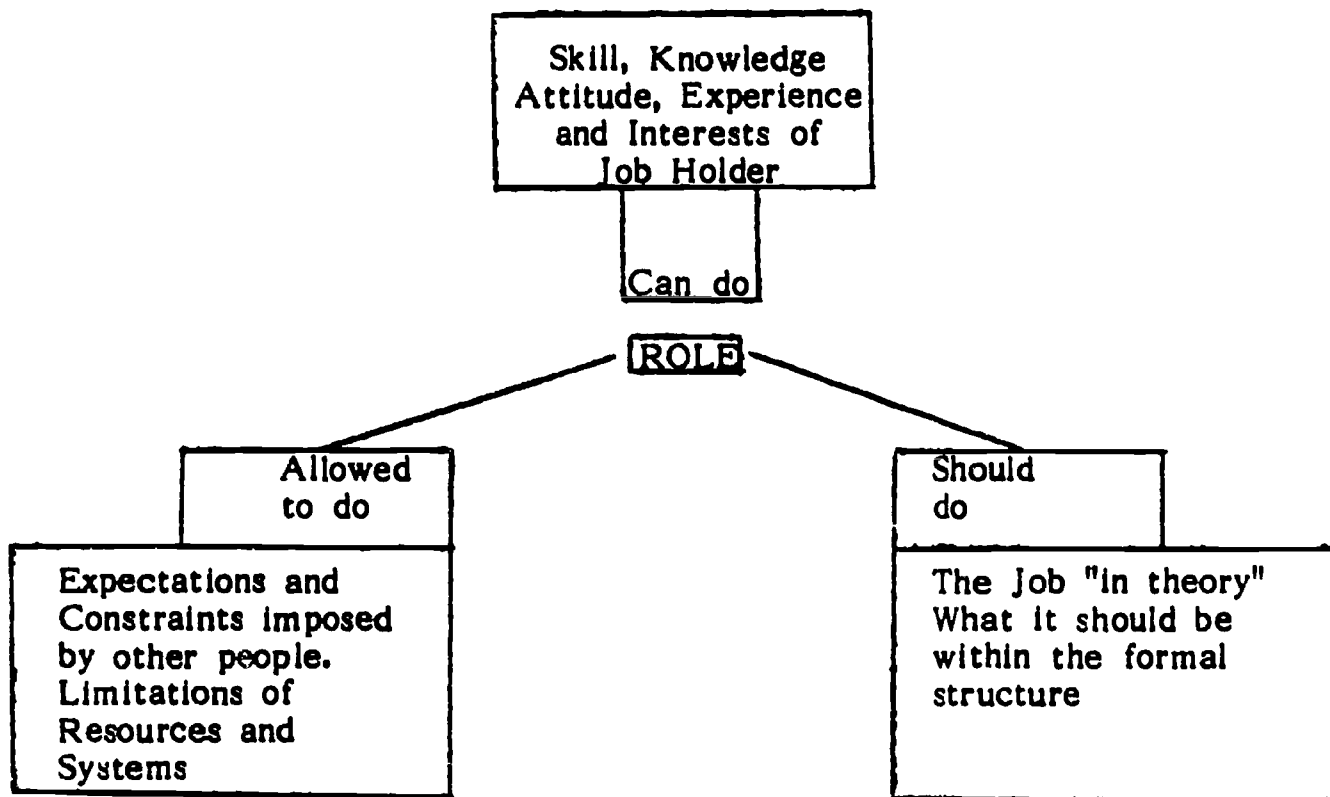 Skill, Knowledge
Attitude, Experience
and Interests of
Job Holder
Can do
ROLE
Allowed
to do
Expectations and
Constraints imposed
by other people.
Limitations of
Resources and
Systems
Should
do
The Job "in theory"
What it should be
within the formal
structure